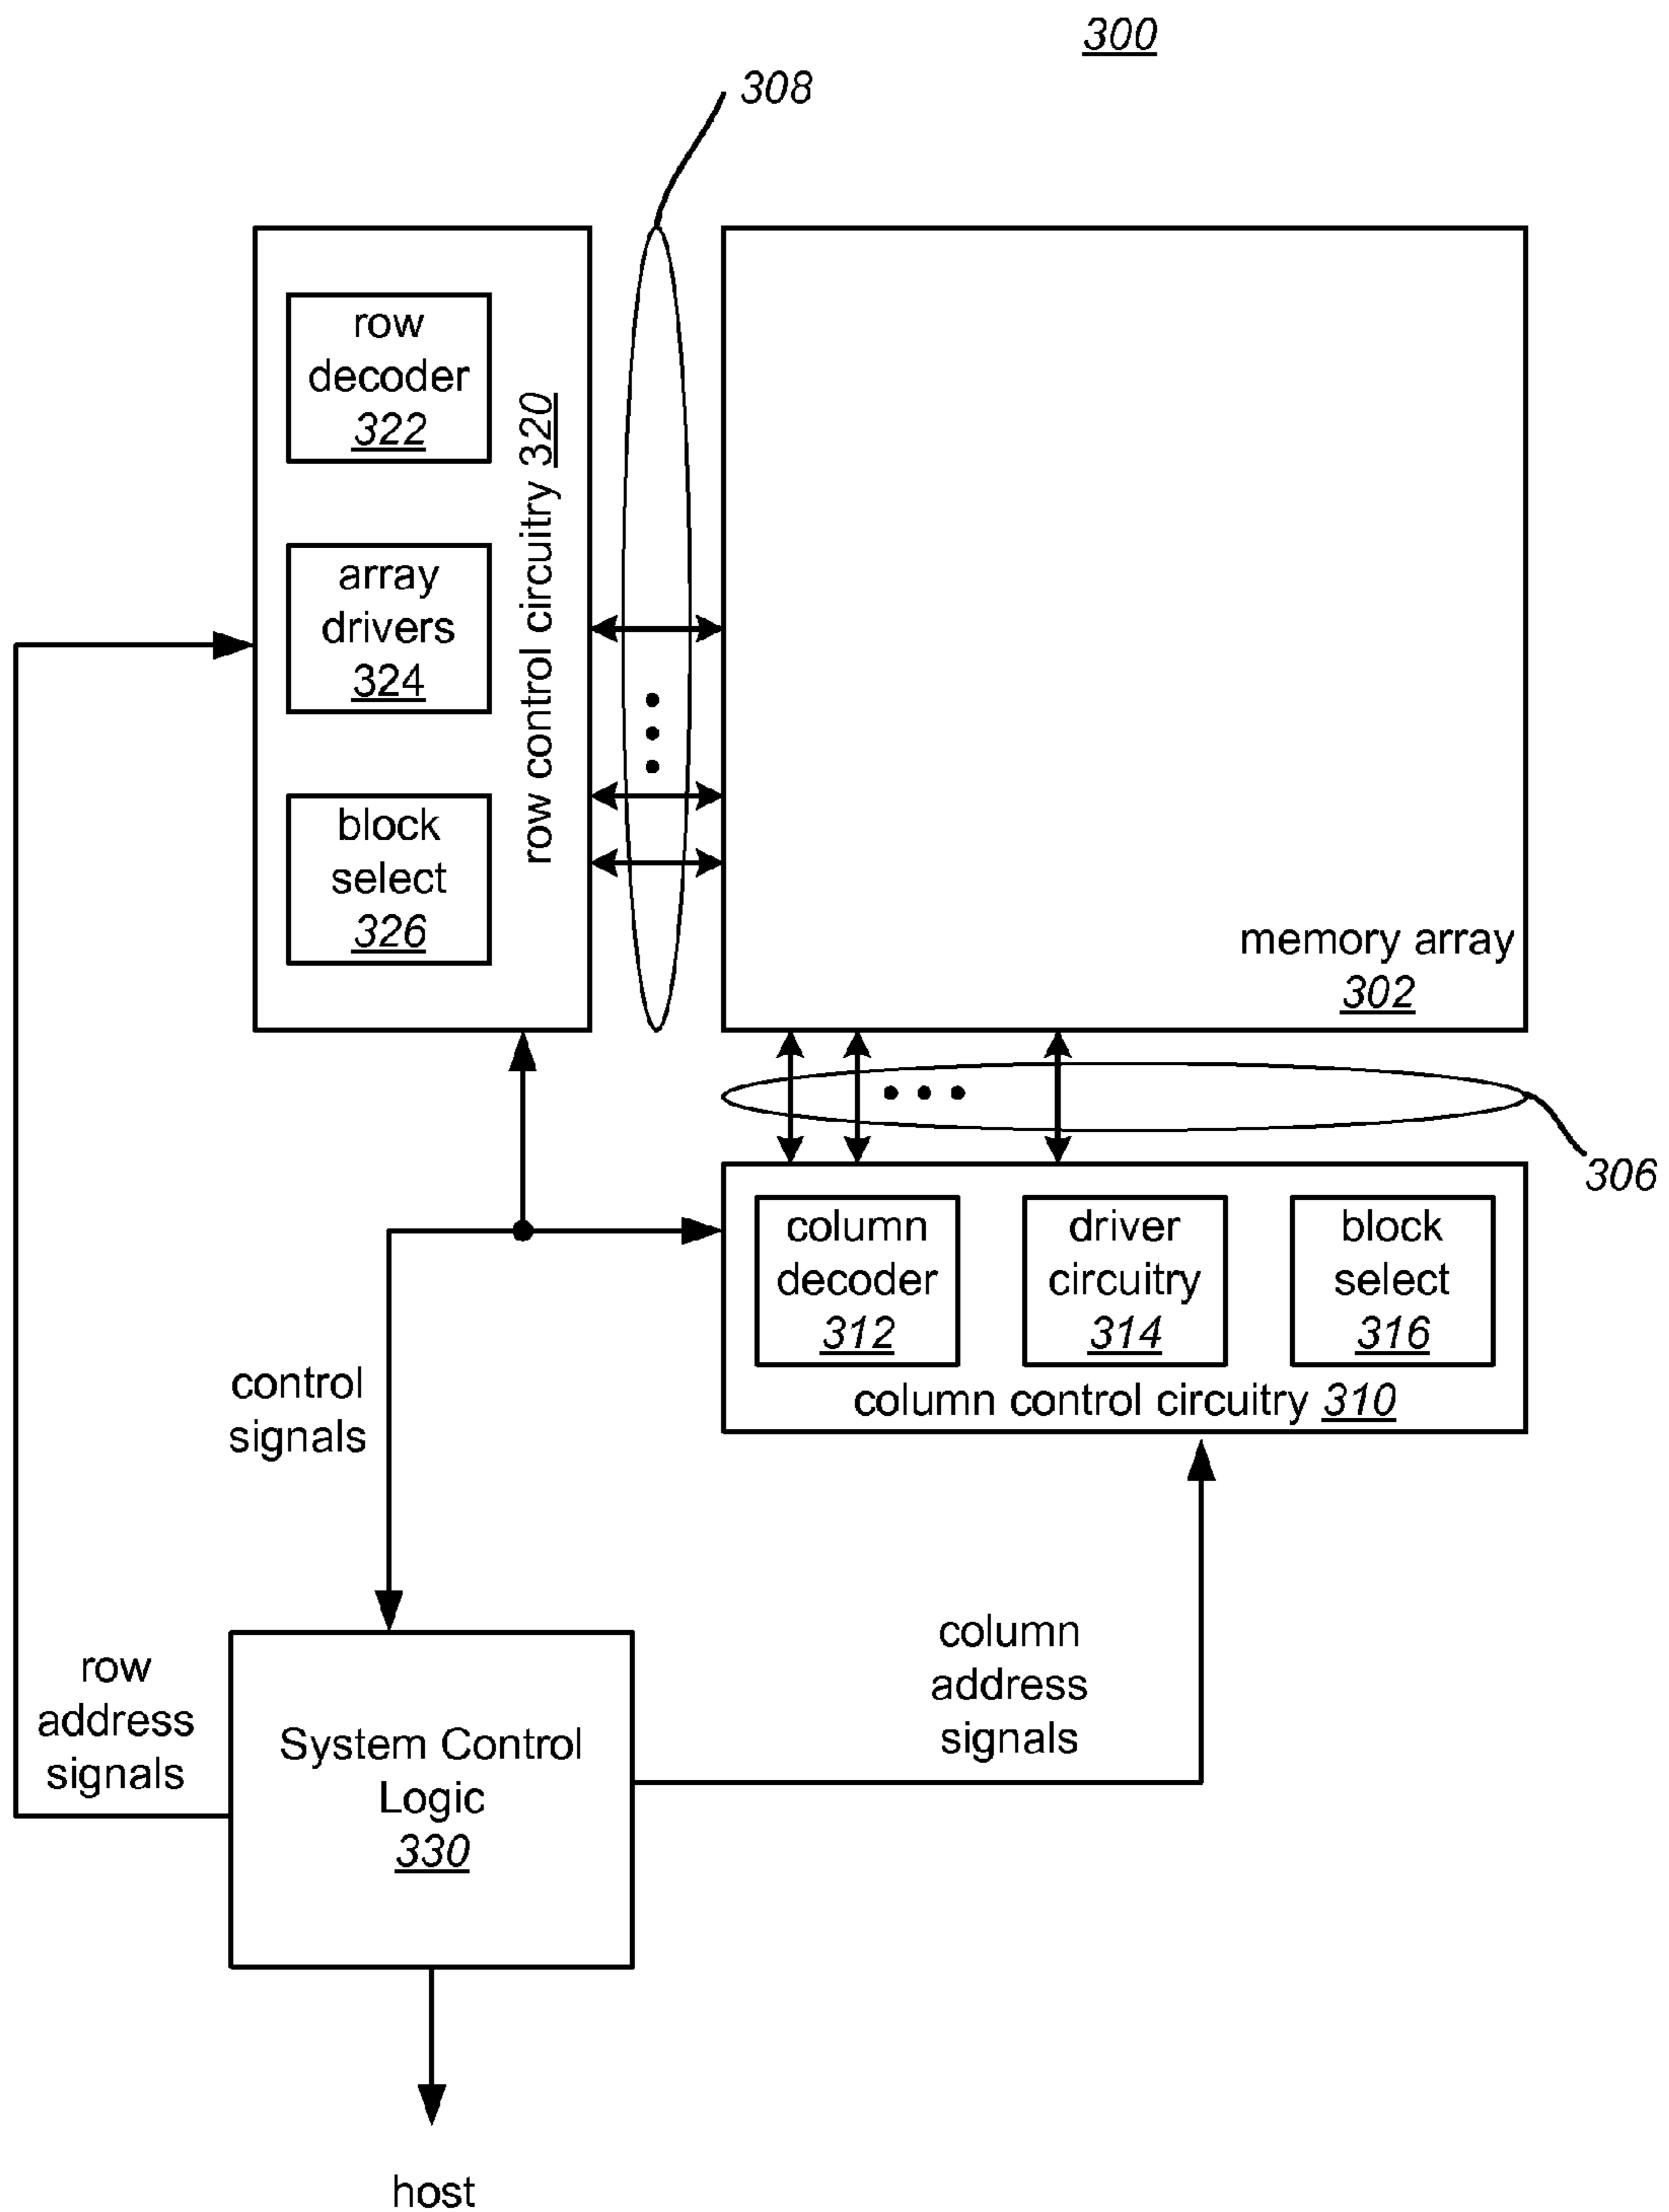 300
308
row
decoder
322
array
drivers
324
block
select
326
row control circuitry 320
memory array
302
306
column
decoder
312
driver
circuitry
314
block
select
316
column control circuitry 310
control
signals
row
address
signals
System Control
Logic
330
column
address
signals
host